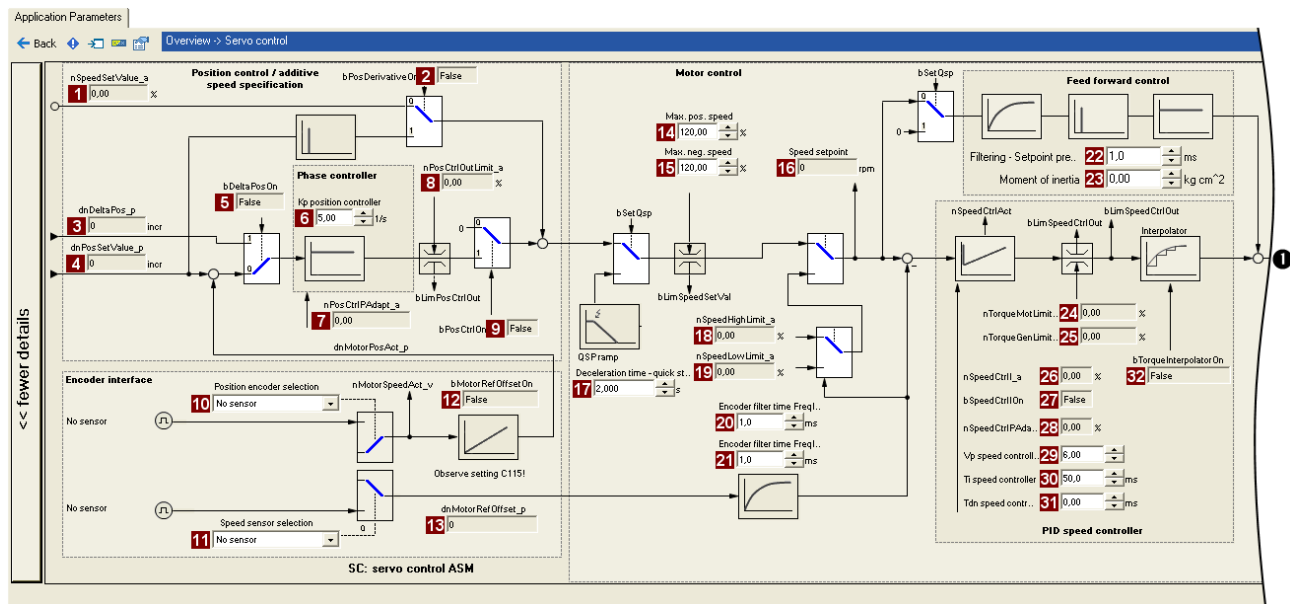 Application Parameters
Back
Overview -> Servo control
<< fewer details
Position control / additive
speed specification
nSpeedSetValue_a
1 0,00 %
bPosDerivativeOn
2 False
0
1
dnDeltaPos_p
3 0 incr
dnPosSetValue_p
4 0 incr
bDeltaPosOn
5 False
1
0
Phase controller
Kp position controller
6 5,00 1/s
nPosCtrlPAdapt_a
7 0,00
nPosCtrlOutLimit_a
8 0,00 %
bLimPosCtrlOut
0
0
1
bPosCtrlOn
9 False
dnMotorPosAct_p
Encoder interface
Position encoder selection
10 No sensor
No sensor
nMotorSpeedAct_v
bMotorRefOffsetOn
12 False
Observe setting C115!
No sensor
Speed sensor selection
11 No sensor
0
dnMotorRefOffset_p
13 0
SC: servo control ASM
Motor control
Max. pos. speed
14 120,00 %
Max. neg. speed
15 120,00 %
bSetQsp
QSP ramp
bLimSpeedSetVal
Speed setpoint
16 0 rpm
Deceleration time - quick st..
17 2,000 s
nSpeedHighLimit_a
18 0,00 %
nSpeedLowLimit_a
19 0,00 %
Encoder filter time FreqI..
20 1,0 ms
Encoder filter time FreqI..
21 1,0 ms
bSetQsp
0
0
1
Feed forward control
Filtering - Setpoint pre.. 22 1,0 ms
Moment of inertia 23 0,00 kg cm^2
nSpeedCtrlAct
bLimSpeedCtrlOut
bLimSpeedCtrlOut
Interpolator
nTorqueMotLimit.. 24 0,00 %
nTorqueGenLimit.. 25 0,00 %
bTorqueInterpolatorOn
32 False
nSpeedCtrlI_a 26 0,00 %
bSpeedCtrlIOn 27 False
nSpeedCtrlPAda.. 28 0,00 %
Vp speed controll.. 29 6,00
Ti speed controller 30 50,0 ms
Tdn speed contr.. 31 0,00 ms
PID speed controller
1